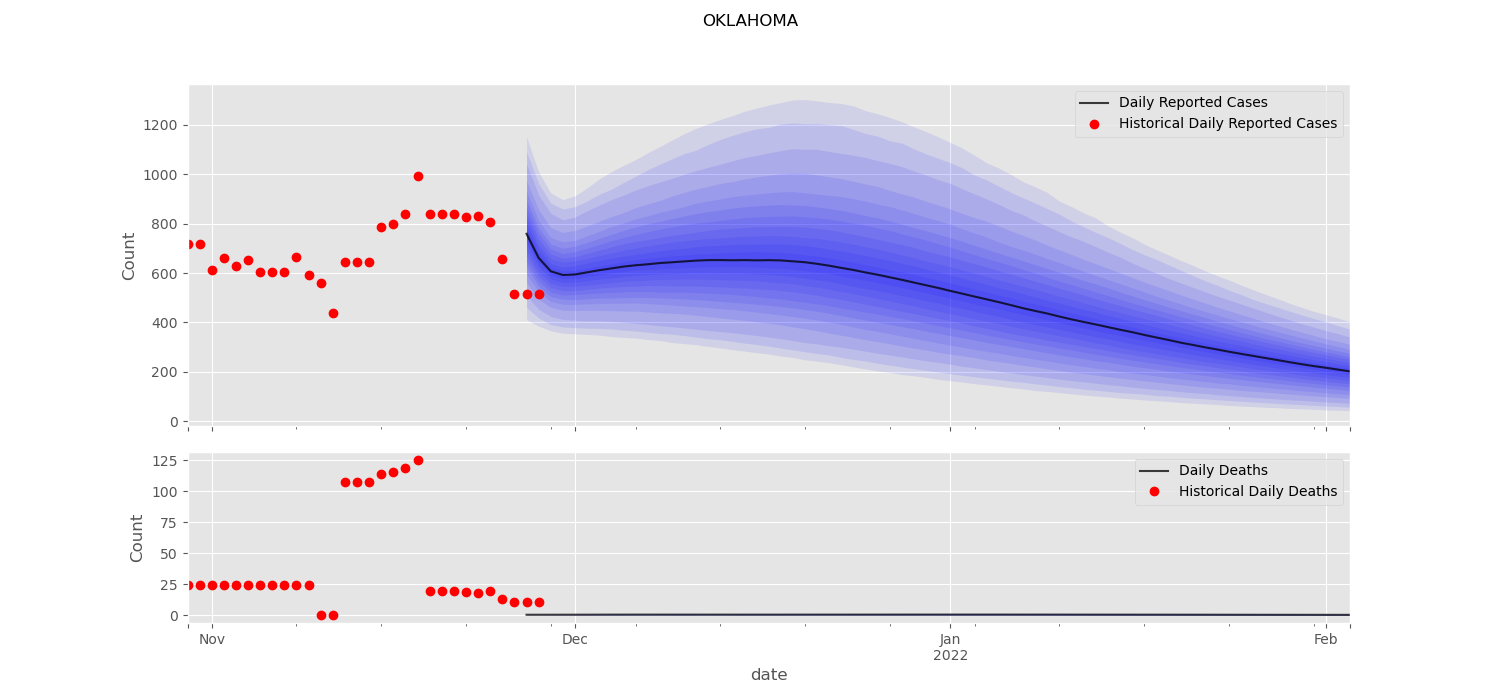 OKLAHOMA
Daily Reported Cases
Historical Daily Reported Cases
Count
1200
1000
800
600
400
200
0
Daily Deaths
Historical Daily Deaths
Count
125
100
75
50
25
0
Nov
Dec
Jan
2022
Feb
date